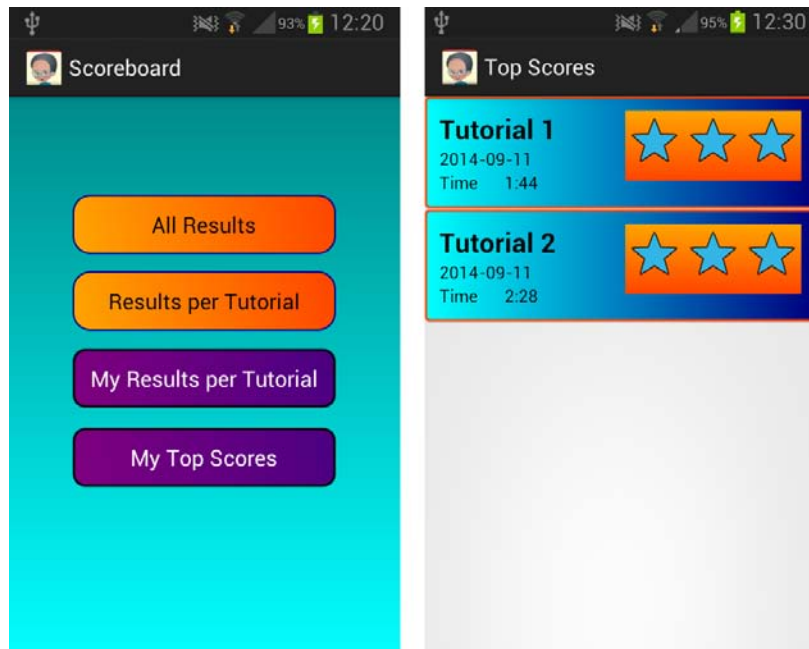 93% 12:20
Scoreboard
All Results
Results per Tutorial
My Results per Tutorial
My Top Scores
95% 12:30
Top Scores
Tutorial 1
2014-09-11
Time 1:44
Tutorial 2
2014-09-11
Time 2:28